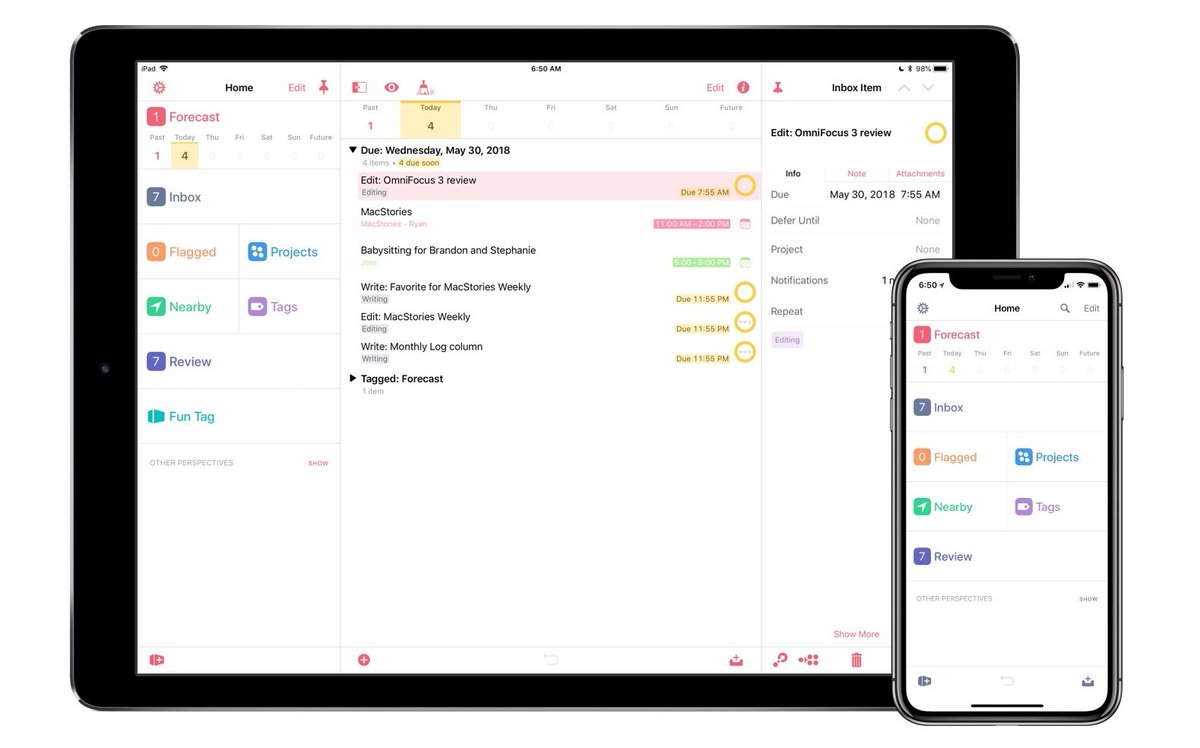 iPad
6:50 AM
98%
Home
Edit
1 Forecast
Past Today Thu Fri Sat Sun Future
1 4 0 0 0 0 0
7 Inbox
0 Flagged
Projects
Nearby
Tags
7 Review
Fun Tag
OTHER PERSPECTIVES
SHOW
Edit
Past Today Thu Fri Sat Sun Future
1 4 0 0 0 0 0
Due: Wednesday, May 30, 2018
4 items • 4 due soon
Edit: OmniFocus 3 review
Editing
Due 7:55 AM
MacStories
MacStories - Ryan
11:00 AM – 2:00 PM
Babysitting for Brandon and Stephanie
Jess
5:00 – 9:00 PM
Write: Favorite for MacStories Weekly
Writing
Due 11:55 PM
Edit: MacStories Weekly
Editing
Due 11:55 PM
Write: Monthly Log column
Writing
Due 11:55 PM
Tagged: Forecast
1 item
Inbox Item
Edit: OmniFocus 3 review
Info Note Attachments
Due May 30, 2018 7:55 AM
Defer Until None
Project None
Notifications 1
Repeat
Editing
Show More
6:50
Home
Edit
1 Forecast
Past Today Thu Fri Sat Sun Future
1 4 0 0 0 0 0
7 Inbox
0 Flagged
Projects
Nearby
Tags
7 Review
OTHER PERSPECTIVES
SHOW